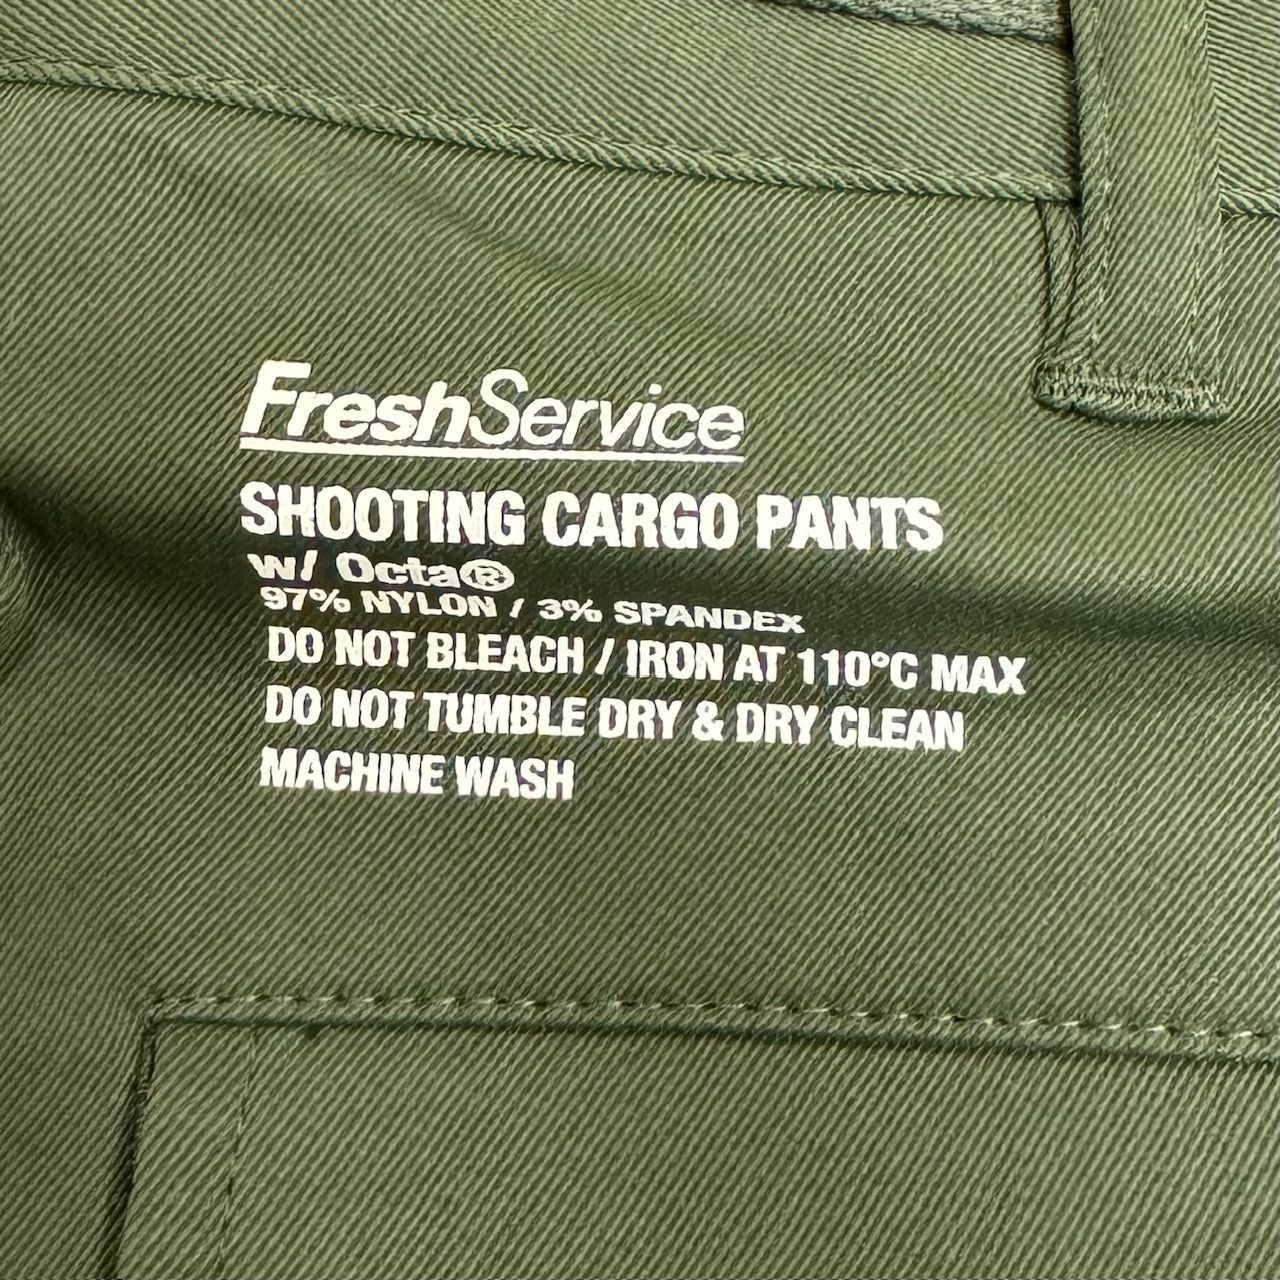 FreshService
SHOOTING CARGO PANTS
w/ Octa®
97% NYLON / 3% SPANDEX
DO NOT BLEACH / IRON AT 110°C MAX
DO NOT TUMBLE DRY & DRY CLEAN
MACHINE WASH